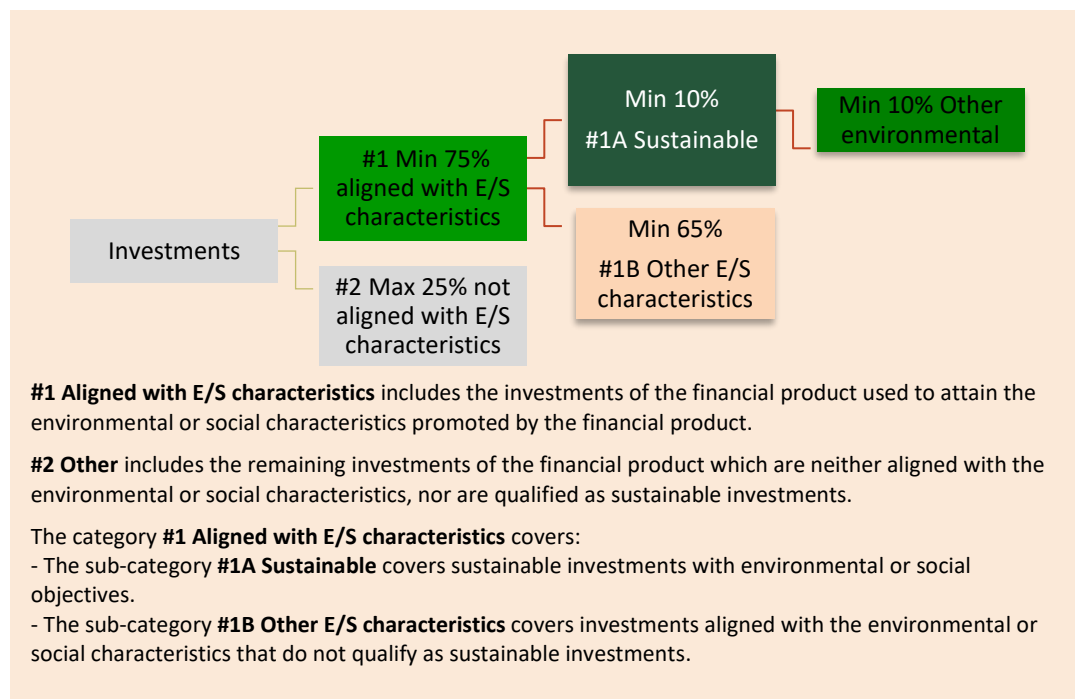 Min 10%
#1A Sustainable
Min 10% Other
environmental
#1 Min 75%
aligned with E/S
characteristics
Investments
Min 65%
#1B Other E/S
characteristics
#2 Max 25% not
aligned with E/S
characteristics
#1 Aligned with E/S characteristics includes the investments of the financial product used to attain the
environmental or social characteristics promoted by the financial product.
#2 Other includes the remaining investments of the financial product which are neither aligned with the
environmental or social characteristics, nor are qualified as sustainable investments.
The category #1 Aligned with E/S characteristics covers:
- The sub-category #1A Sustainable covers sustainable investments with environmental or social
objectives.
- The sub-category #1B Other E/S characteristics covers investments aligned with the environmental or
social characteristics that do not qualify as sustainable investments.